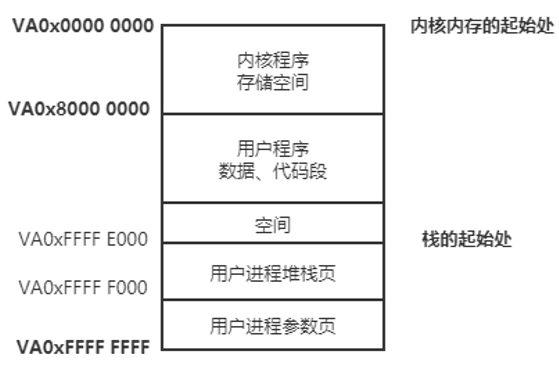 VA0x0000 0000
内核内存的起始处
内核程序
存储空间
VA0x8000 0000
用户程序
数据、代码段
空间
VA0xFFFF E000
栈的起始处
用户进程堆栈页
VA0xFFFF F000
用户进程参数页
VA0xFFFF FFFF